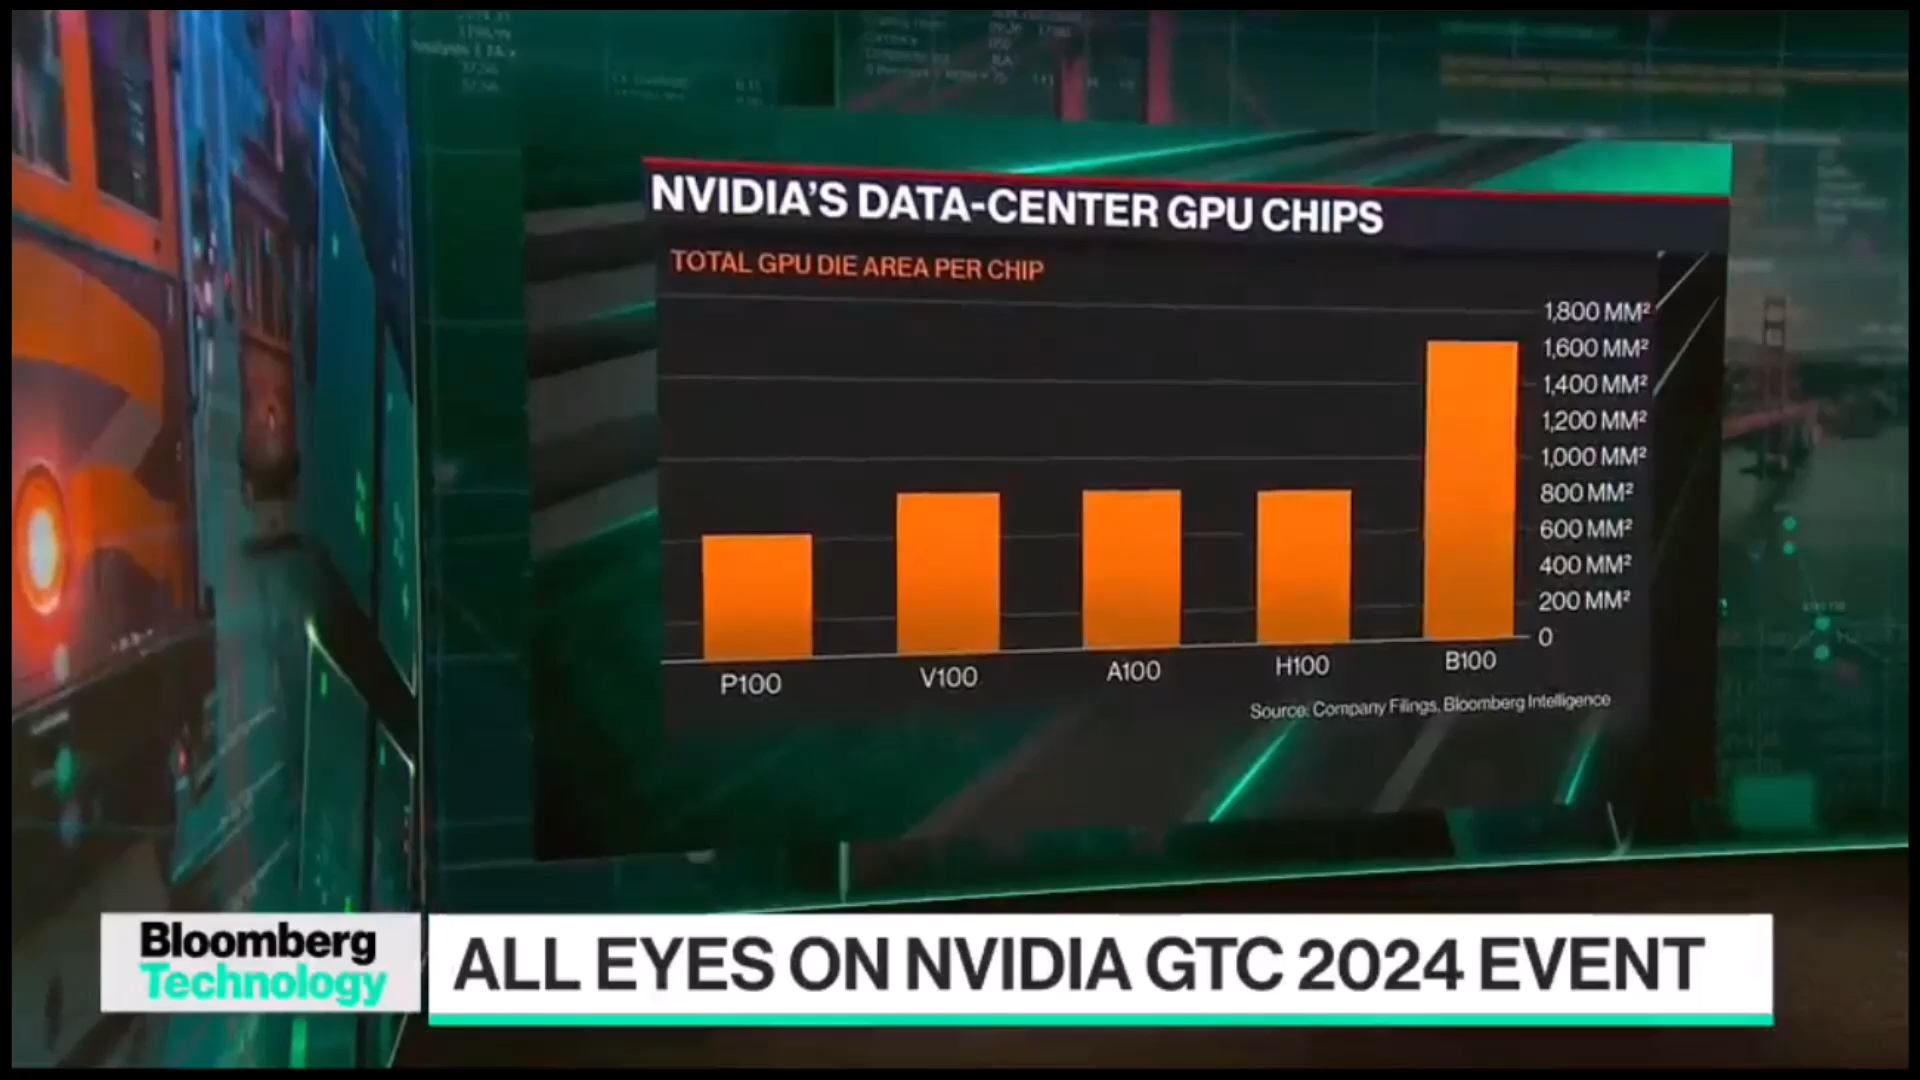 NVIDIA’S DATA-CENTER GPU CHIPS
TOTAL GPU DIE AREA PER CHIP
1,800 MM²
1,600 MM²
1,400 MM²
1,200 MM²
1,000 MM²
800 MM²
600 MM²
400 MM²
200 MM²
0
P100
V100
A100
H100
B100
Source: Company Filings, Bloomberg Intelligence
Bloomberg
Technology
ALL EYES ON NVIDIA GTC 2024 EVENT